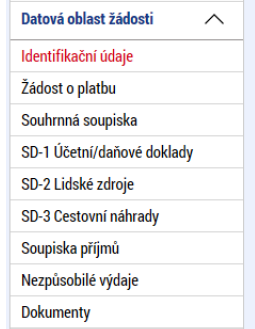 Datová oblast žádosti
Identifikační údaje
Žádost o platbu
Souhrnná soupiska
SD-1 Účetní/daňové doklady
SD-2 Lidské zdroje
SD-3 Cestovní náhrady
Soupiska příjmů
Nezpůsobilé výdaje
Dokumenty